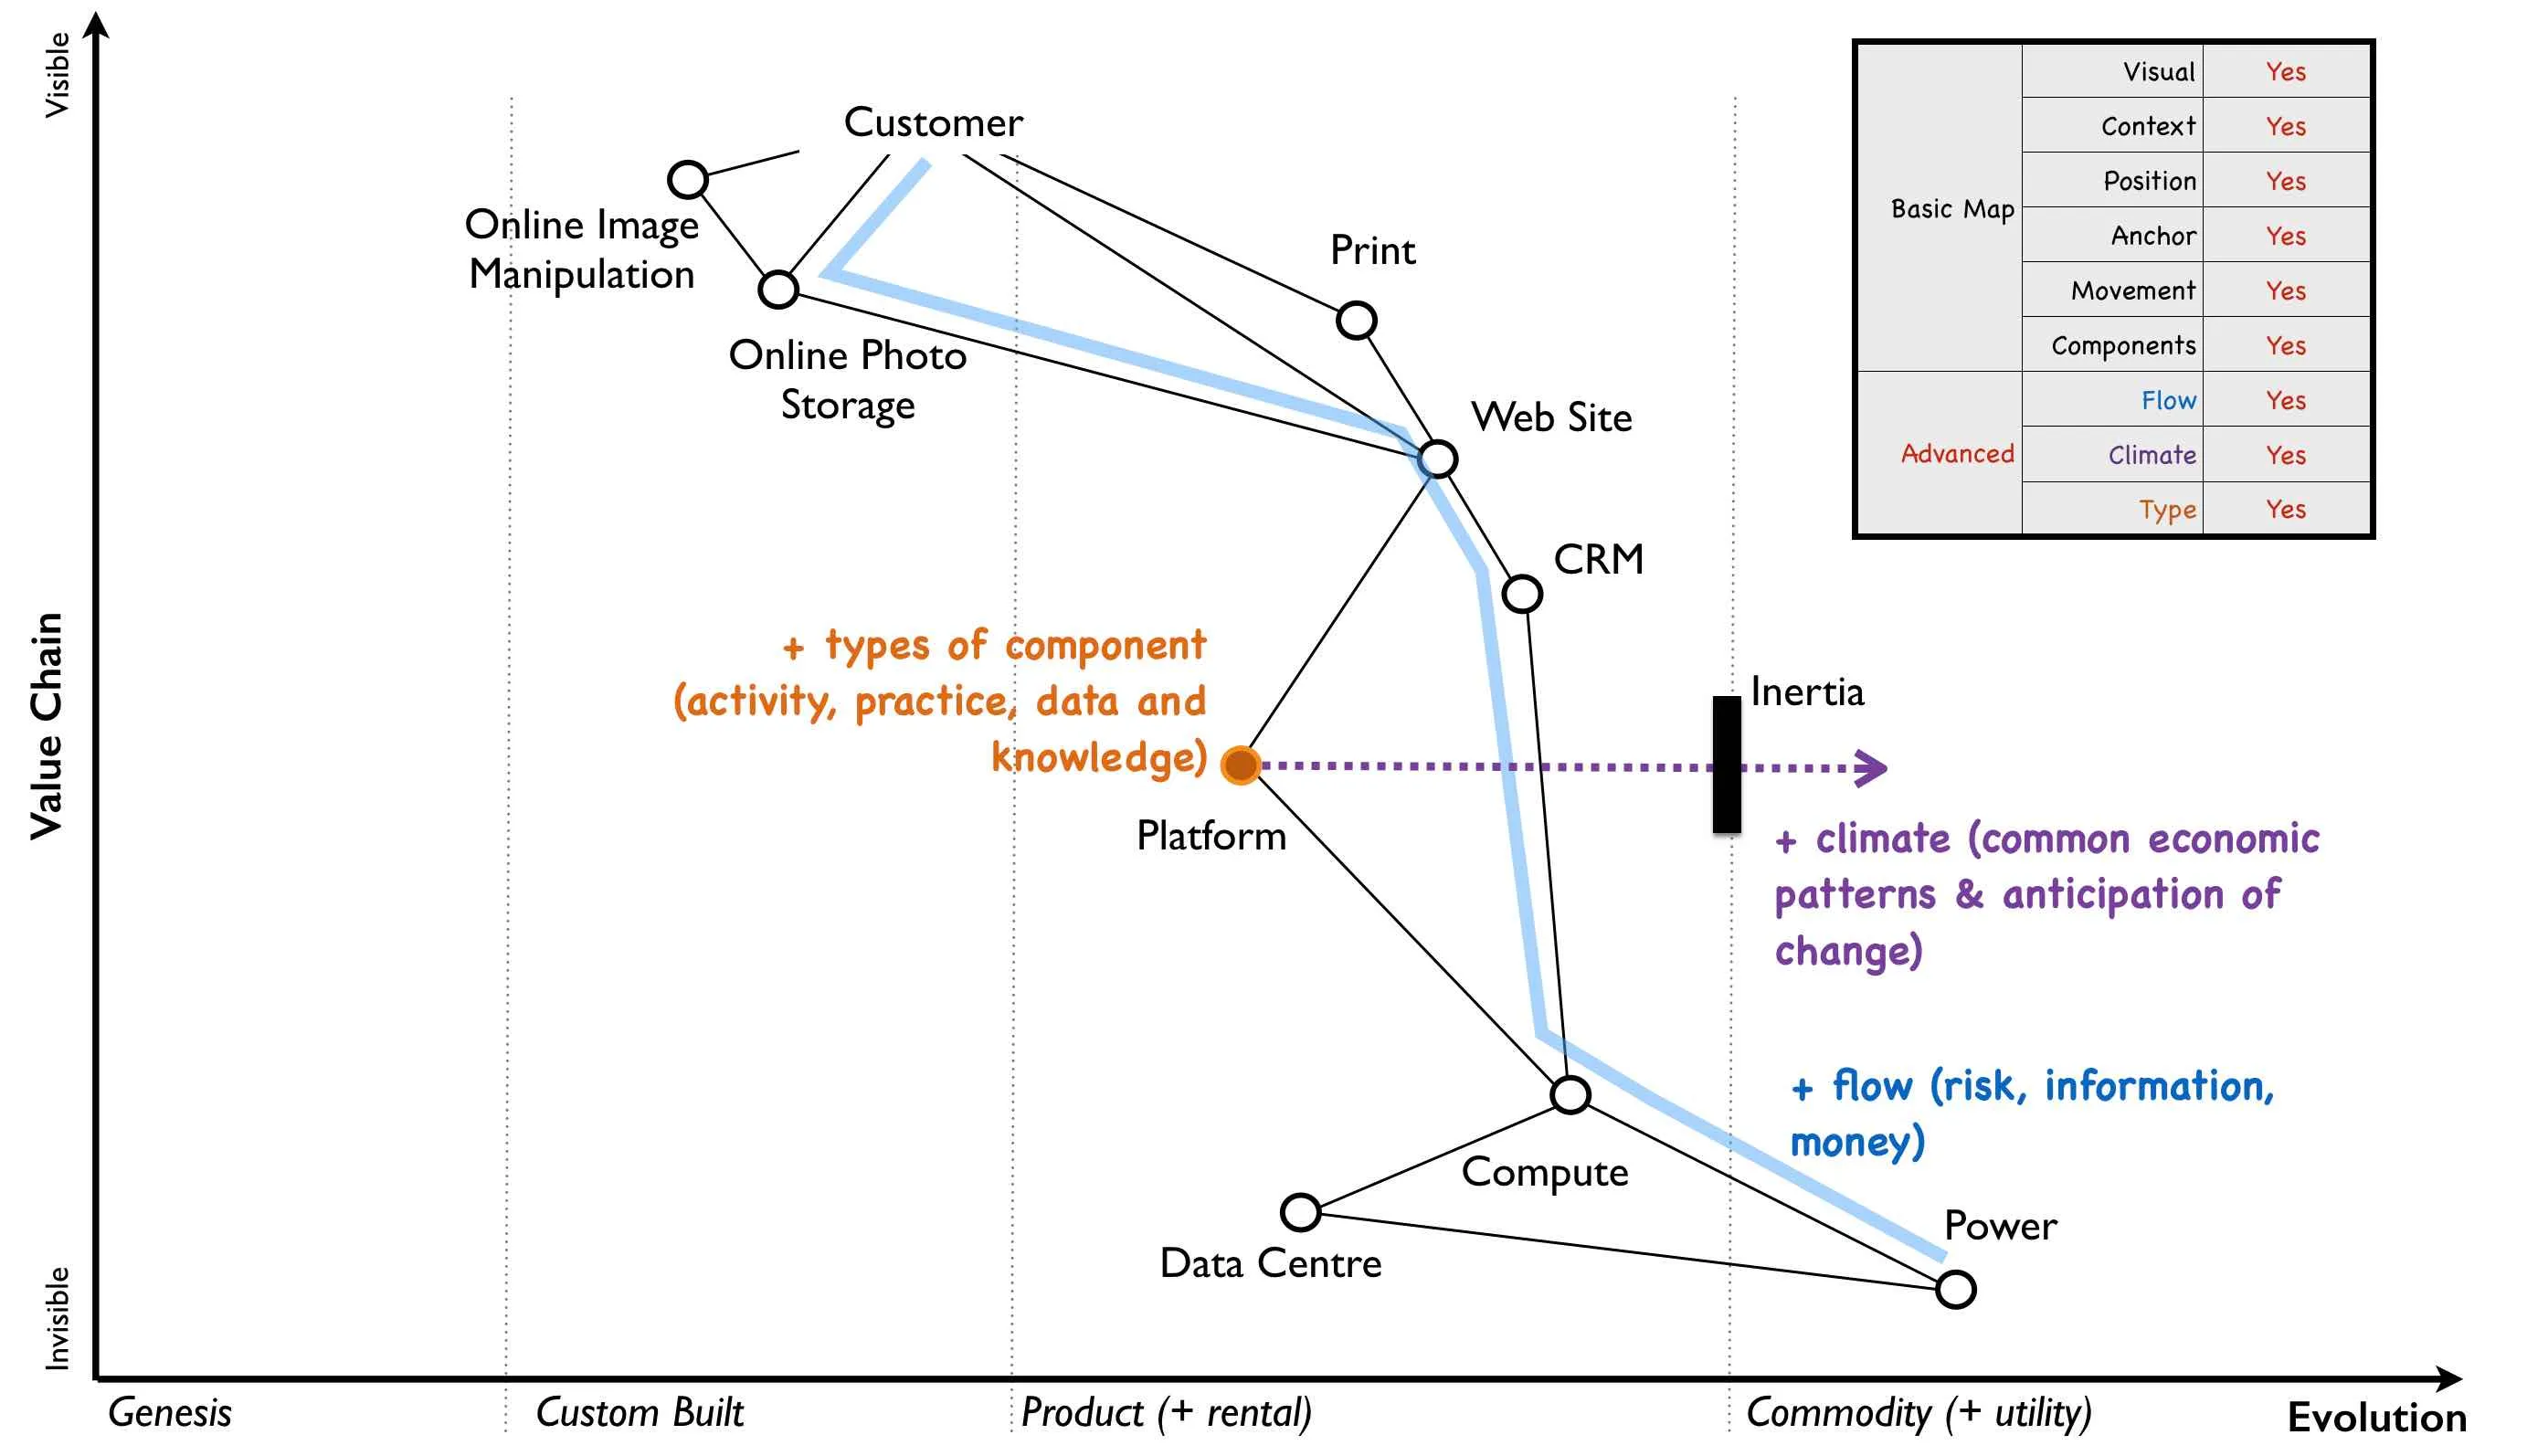 Visible
Customer
Online Image
Manipulation
Online Photo
Storage
Print
Web Site
CRM
Basic Map
Visual Yes
Context Yes
Position Yes
Anchor Yes
Movement Yes
Components Yes
Advanced
Flow Yes
Climate Yes
Type Yes
Value Chain
+ types of component
(activity, practice, data and
knowledge)
Platform
Inertia
+ climate (common economic
patterns & anticipation of
change)
+ flow (risk, information,
money)
Compute
Data Centre
Power
Invisible
Genesis
Custom Built
Product (+ rental)
Commodity (+ utility)
Evolution